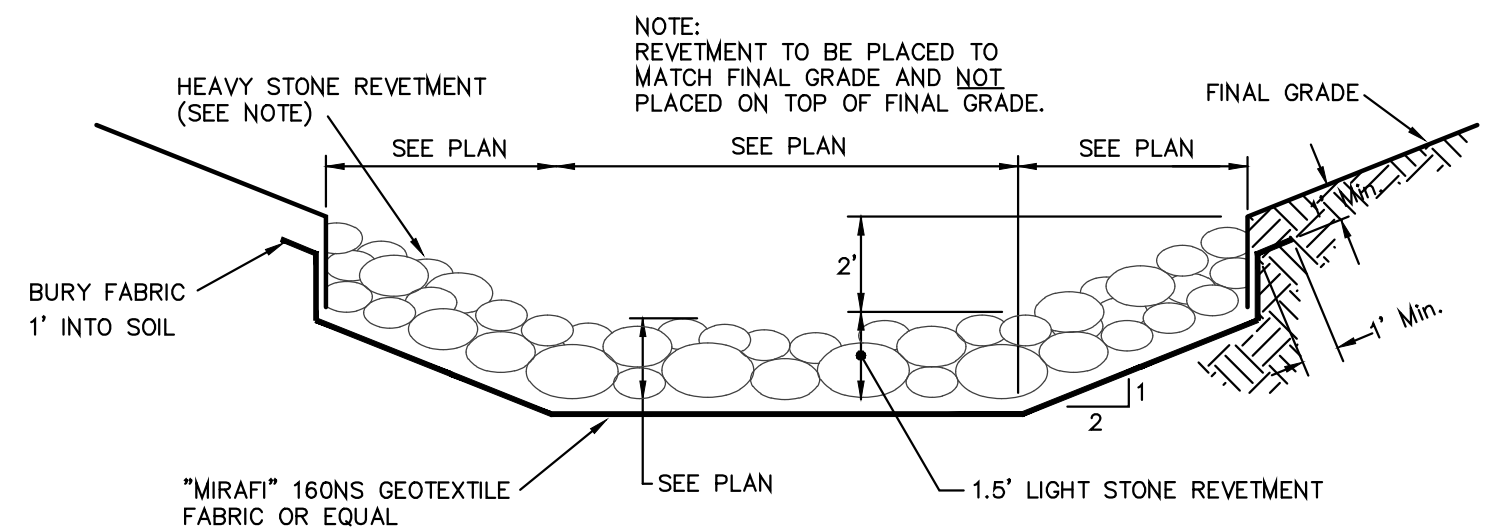 NOTE:
REVETMENT TO BE PLACED TO
MATCH FINAL GRADE AND NOT
PLACED ON TOP OF FINAL GRADE.
HEAVY STONE REVETMENT
(SEE NOTE)
FINAL GRADE
SEE PLAN
SEE PLAN
SEE PLAN
1' Min.
2'
BURY FABRIC
1' INTO SOIL
1' Min.
1
2
"MIRAFI" 160NS GEOTEXTILE
FABRIC OR EQUAL
SEE PLAN
1.5' LIGHT STONE REVETMENT